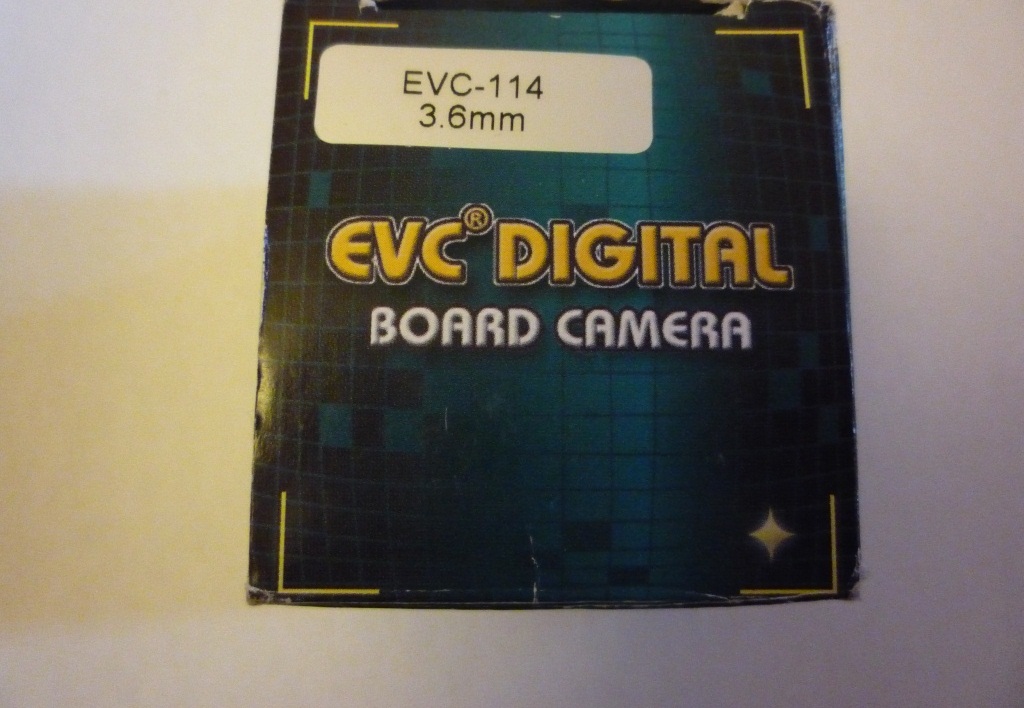 EVC-114
3.6mm
EVC® DIGITAL
BOARD CAMERA